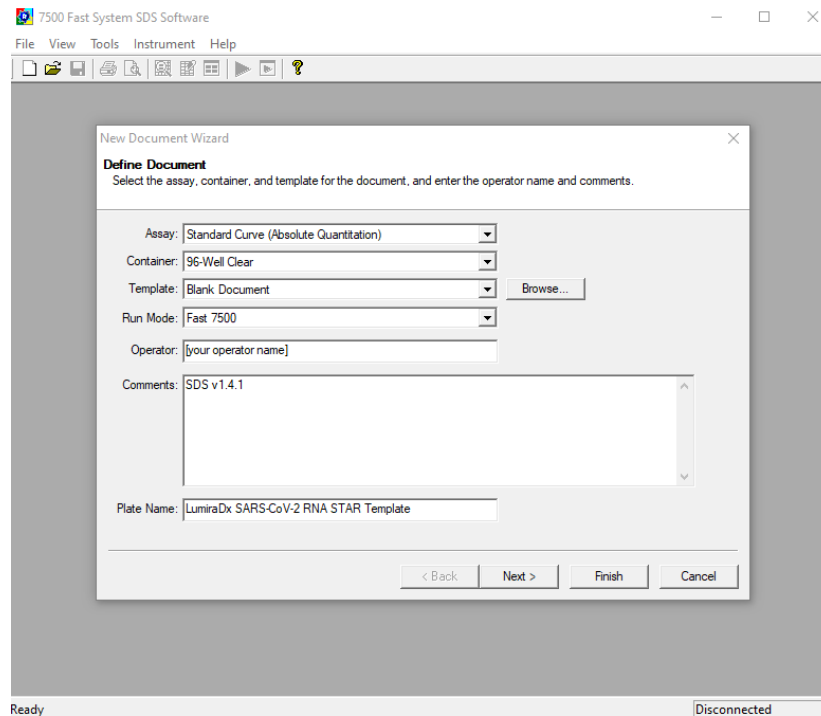 7500 Fast System SDS Software
File View Tools Instrument Help
New Document Wizard
Define Document
Select the assay, container, and template for the document, and enter the operator name and comments.
Assay: Standard Curve (Absolute Quantitation)
Container: 96-Well Clear
Template: Blank Document Browse...
Run Mode: Fast 7500
Operator: [your operator name]
Comments: SDS v1.4.1
Plate Name: LumiraDx SARS-CoV-2 RNA STAR Template
< Back Next > Finish Cancel
Ready Disconnected